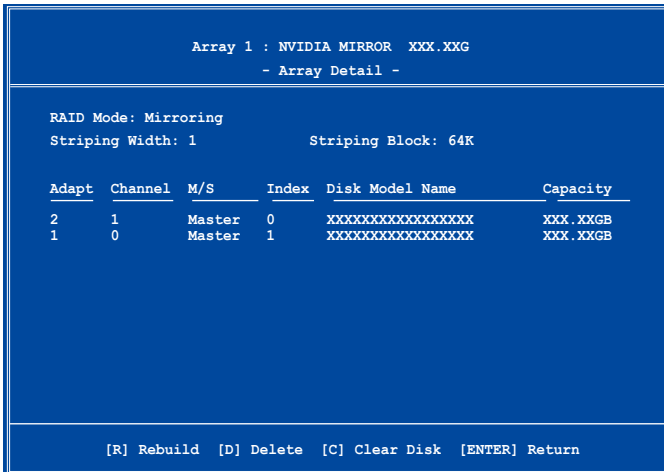 Array 1 : NVIDIA MIRROR XXX.XXG
- Array Detail -
RAID Mode: Mirroring
Striping Width: 1 Striping Block: 64K
Adapt Channel M/S Index Disk Model Name Capacity
2 1 Master 0 XXXXXXXXXXXXXXXXX XXX.XXGB
1 0 Master 1 XXXXXXXXXXXXXXXXX XXX.XXGB
[R] Rebuild [D] Delete [C] Clear Disk [ENTER] Return